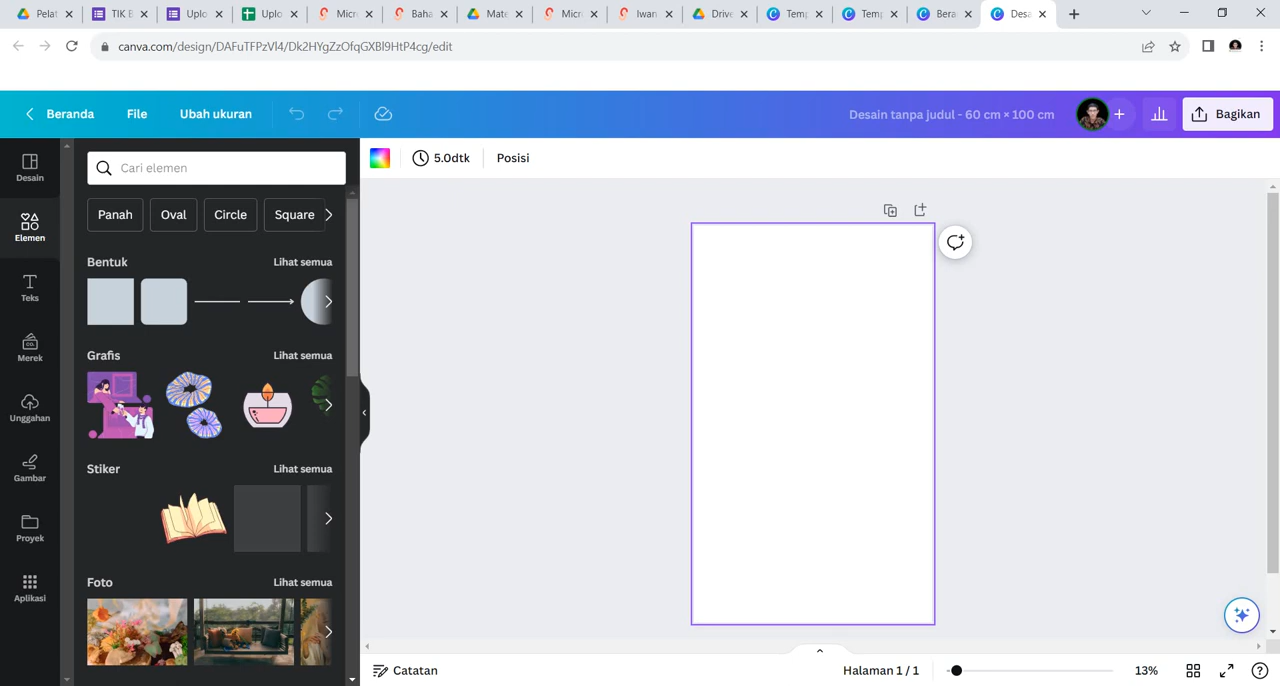 Pelat
TIK B
Uplo
Uplo
Micro
Baha
Mate
Micro
Iwan
Drive
Temp
Temp
Bera
Desa
canva.com/design/DAFuTFPzVl4/Dk2HYgZzOfqGXBl9HtP4cg/edit
Beranda
File
Ubah ukuran
Desain tanpa judul - 60 cm × 100 cm
Bagikan
Desain
Elemen
Teks
Merek
Unggahan
Gambar
Proyek
Aplikasi
Cari elemen
Panah
Oval
Circle
Square
Bentuk
Lihat semua
Grafis
Lihat semua
Stiker
Lihat semua
Foto
Lihat semua
5.0dtk
Posisi
Catatan
Halaman 1 / 1
13%